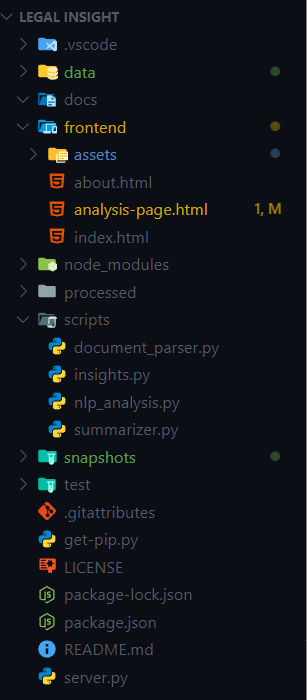 LEGAL INSIGHT
.vscode
data
docs
frontend
assets
about.html
analysis-page.html 1, M
index.html
node_modules
processed
scripts
document_parser.py
insights.py
nlp_analysis.py
summarizer.py
snapshots
test
.gitattributes
get-pip.py
LICENSE
package-lock.json
package.json
README.md
server.py